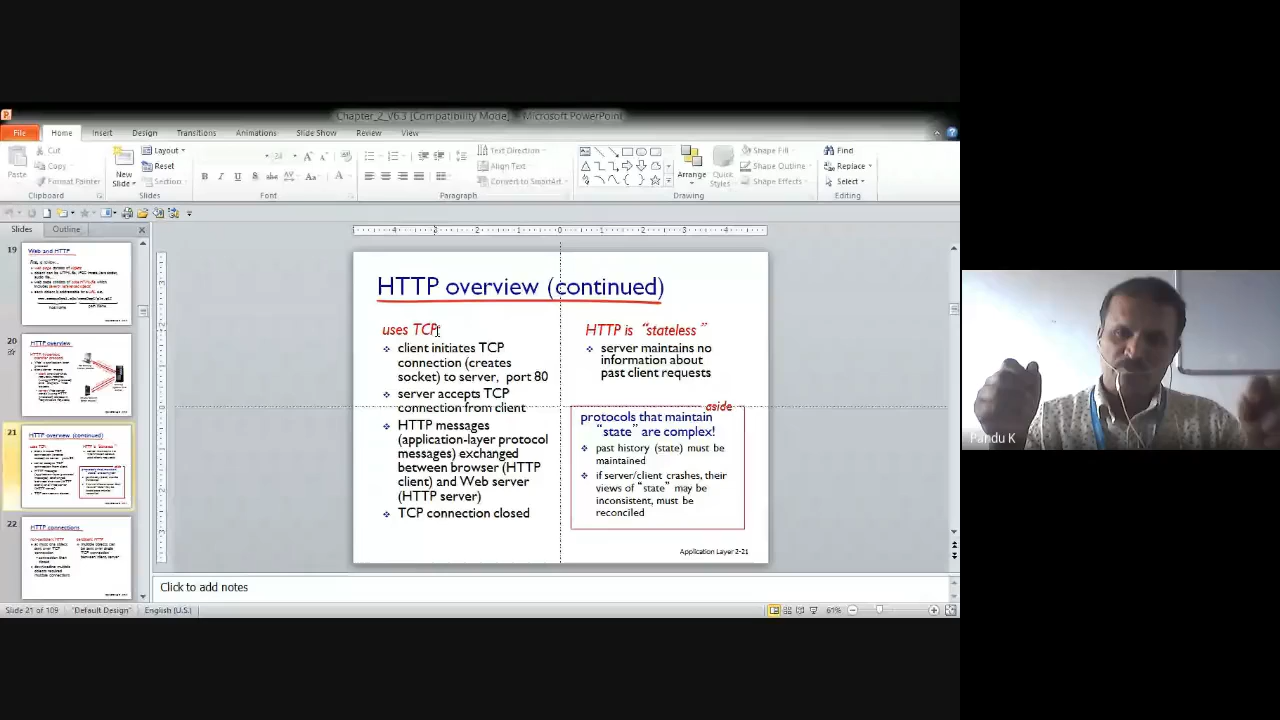 Chapter_2_V6.3 [Compatibility Mode] - Microsoft PowerPoint
File Home Insert Design Transitions Animations Slide Show Review View
Cut
Copy
Format Painter
Paste
Clipboard
New Slide
Layout
Reset
Section
Slides
Font
Text Direction
Align Text
Convert to SmartArt
Paragraph
Arrange
Quick Styles
Shape Fill
Shape Outline
Shape Effects
Drawing
Find
Replace
Select
Editing
Slides Outline
19
Web and HTTP
20
HTTP overview
21
HTTP overview (continued)
22
HTTP connections
HTTP overview (continued)
uses TCP
client initiates TCP
connection (creates
socket) to server, port 80
server accepts TCP
connection from client
HTTP messages
(application-layer protocol
messages) exchanged
between browser (HTTP
client) and Web server
(HTTP server)
TCP connection closed
HTTP is “stateless”
server maintains no
information about
past client requests
aside
protocols that maintain
“state” are complex!
past history (state) must be
maintained
if server/client crashes, their
views of “state” may be
inconsistent, must be
reconciled
Application Layer 2-21
Click to add notes
Slide 21 of 109 "Default Design" English (U.S.) 61%
Pandu K